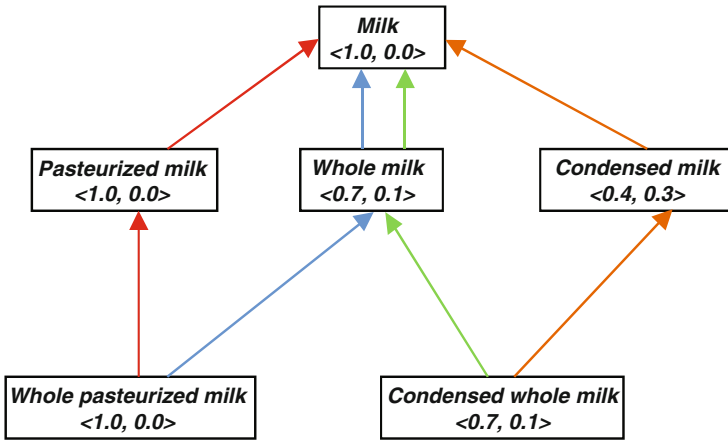 Milk
<1.0, 0.0>
Pasteurized milk
<1.0, 0.0>
Whole milk
<0.7, 0.1>
Condensed milk
<0.4, 0.3>
Whole pasteurized milk
<1.0, 0.0>
Condensed whole milk
<0.7, 0.1>